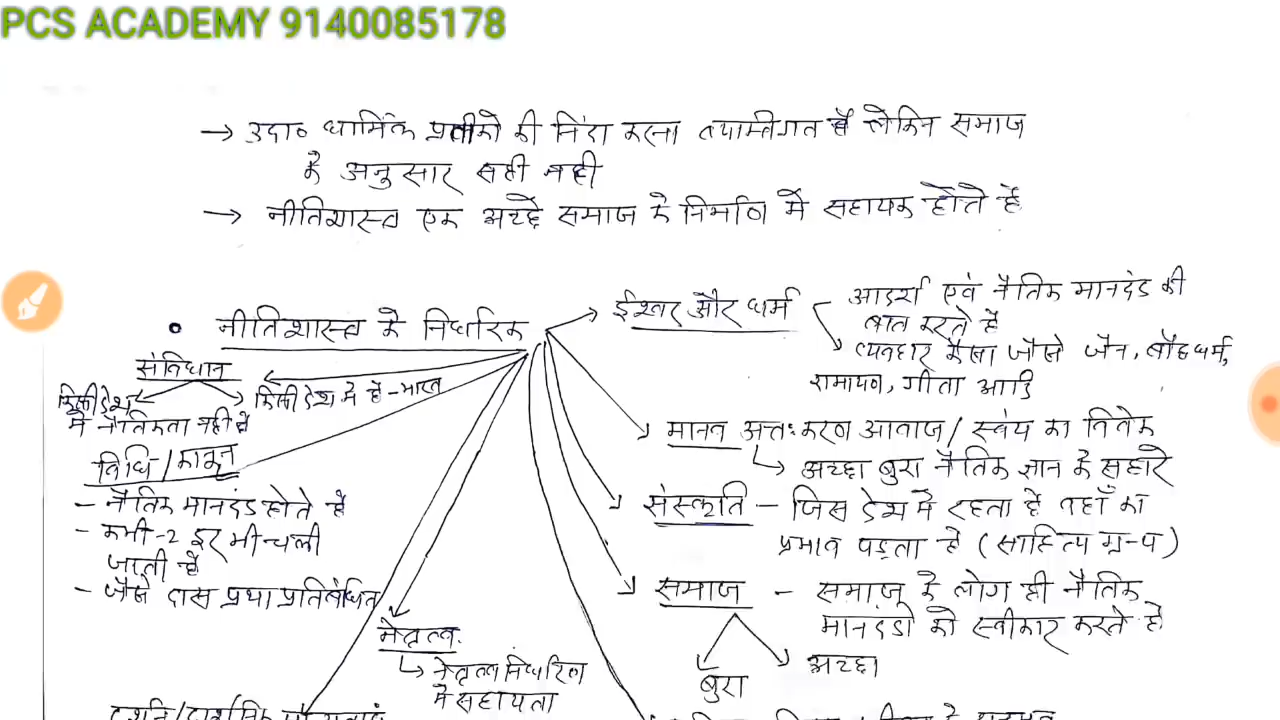 PCS ACADEMY 9140085178
→ उदा० धार्मिक प्रतीको की निंदा करना व्यक्तिगत है लेकिन समाज
के अनुसार सही नही
→ नीतिशास्त्र एक अच्छे समाज के निर्माण में सहायक होते हैं
• नीतिशास्त्र के निर्धारक
ईश्वर और धर्म
आदर्श एवं नैतिक मानदंड की
बात करते हैं
व्यवहार कैसा जैसे जैन, बौद्ध धर्म,
रामायण, गीता आदि
संविधान
किसी देश
में नैतिकता नही है
किसी देश में है - भारत
मानव अन्तःकरण आवाज / स्वंय का विवेक
↳ अच्छा बुरा नैतिक ज्ञान के सहारे
विधि / कानून
- नैतिक मानदंड होते हैं
- कभी-2 दूर भी चली
जाती हैं
- जैसे दास प्रथा प्रतिबंधित
संस्कृति - जिस देश में रहता है वहाँ का
प्रभाव पड़ता है (साहित्य ग्रन्थ)
समाज - समाज के लोग ही नैतिक
मानदंडो को स्वीकार करते हैं
बुरा
अच्छा
नेतृत्व
↳ नेतृत्व निर्धारण
में सहायता